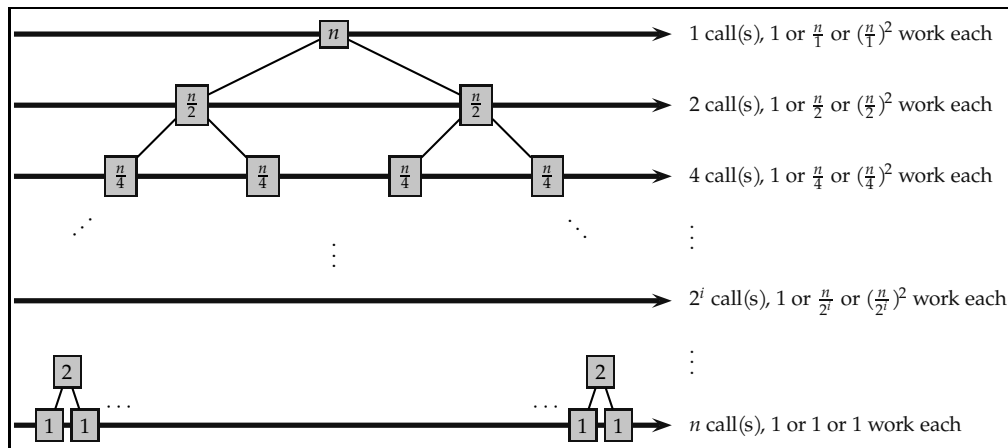 n 1 call(s), 1 or n/1 or (n/1)² work each
n/2 n/2 2 call(s), 1 or n/2 or (n/2)² work each
n/4 n/4 n/4 n/4 4 call(s), 1 or n/4 or (n/4)² work each
2ⁱ call(s), 1 or n/2ⁱ or (n/2ⁱ)² work each
2 2
1 1 ... ... 1 1 n call(s), 1 or 1 or 1 work each